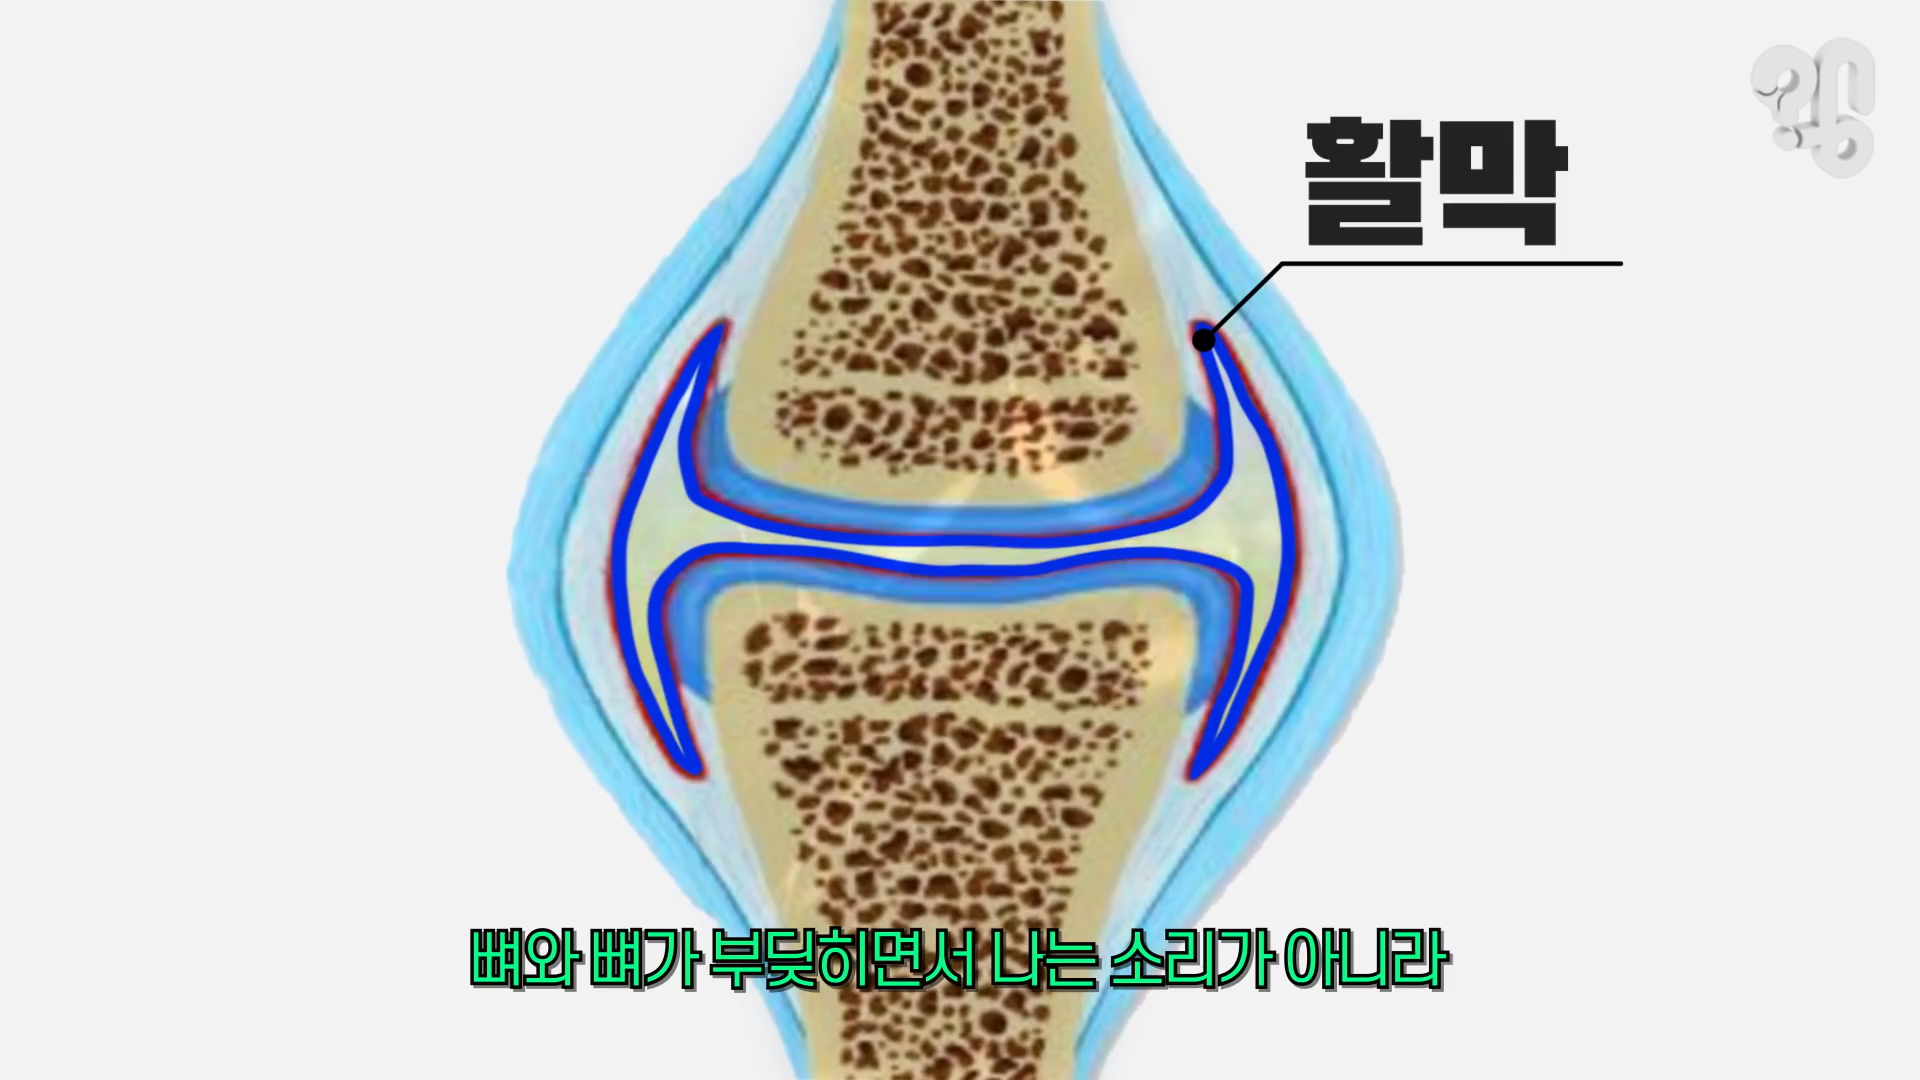 활막
뼈와 뼈가 부딪히면서 나는 소리가 아니라